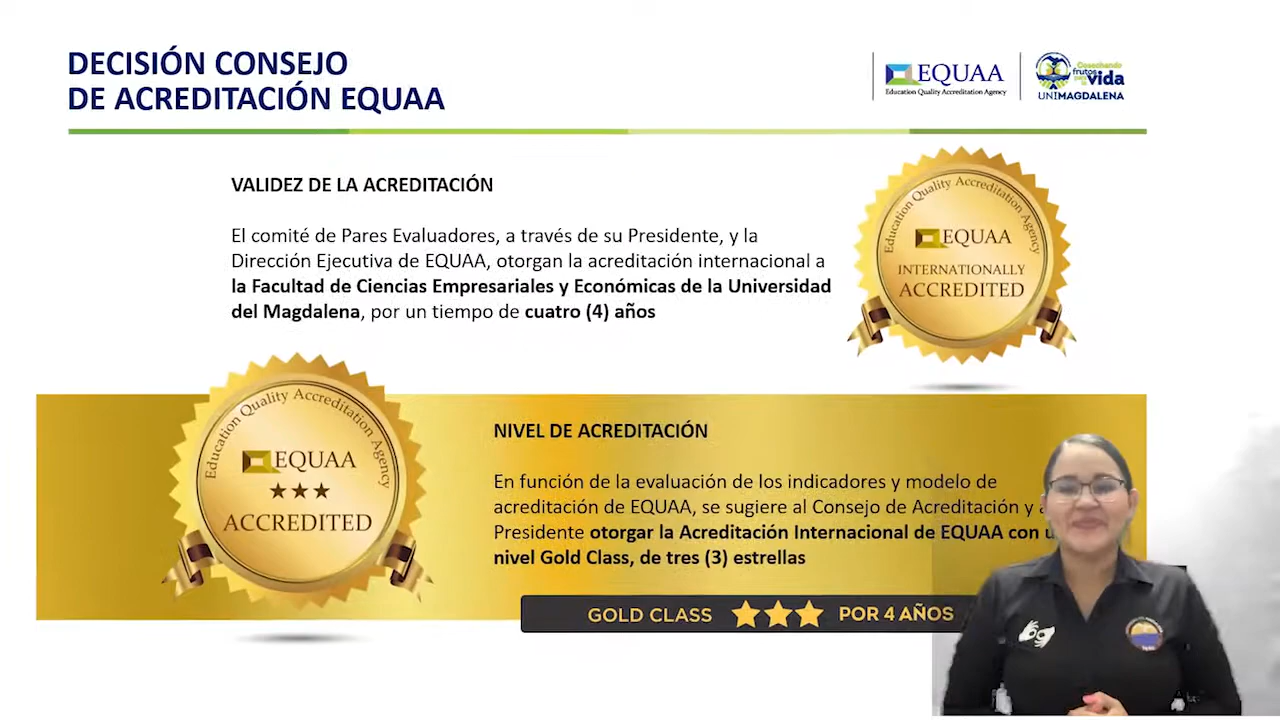 DECISIÓN CONSEJO
DE ACREDITACIÓN EQUAA
EQUAA
Education Quality Accreditation Agency
Cosechando
frutos
vida
UNIMAGDALENA
VALIDEZ DE LA ACREDITACIÓN
El comité de Pares Evaluadores, a través de su Presidente, y la
Dirección Ejecutiva de EQUAA, otorgan la acreditación internacional a
la Facultad de Ciencias Empresariales y Económicas de la Universidad
del Magdalena, por un tiempo de cuatro (4) años
Education Quality Accreditation Agency
EQUAA
INTERNATIONALLY
ACCREDITED
Education Quality Accreditation Agency
EQUAA
ACCREDITED
NIVEL DE ACREDITACIÓN
En función de la evaluación de los indicadores y modelo de
acreditación de EQUAA, se sugiere al Consejo de Acreditación y
Presidente otorgar la Acreditación Internacional de EQUAA con
nivel Gold Class, de tres (3) estrellas
GOLD CLASS POR 4 AÑOS